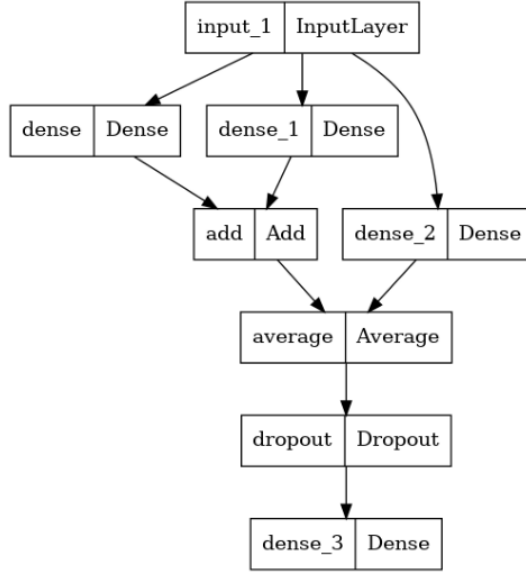 input_1 InputLayer
dense Dense
dense_1 Dense
add Add
dense_2 Dense
average Average
dropout Dropout
dense_3 Dense